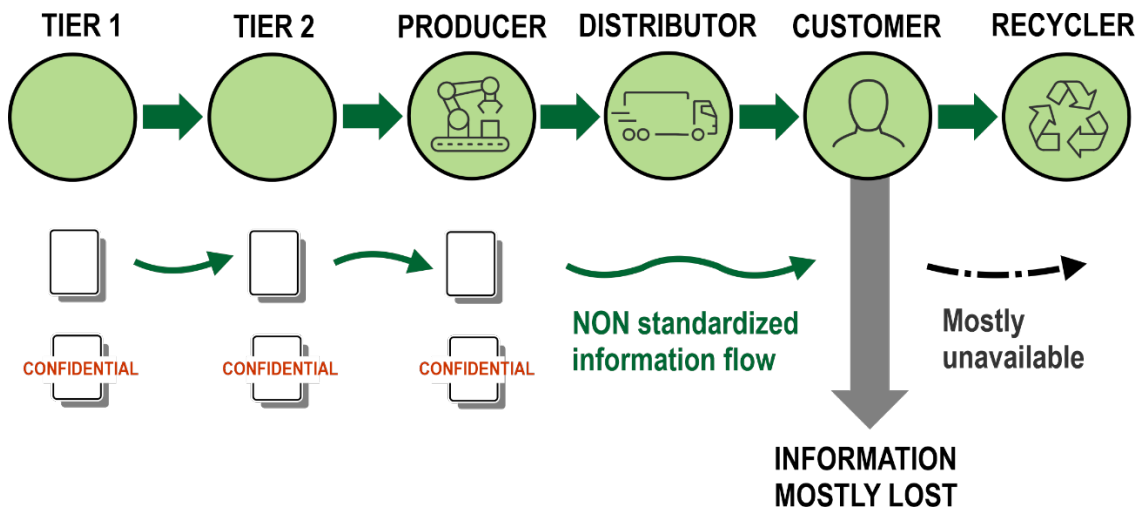 TIER 1
TIER 2
PRODUCER
DISTRIBUTOR
CUSTOMER
RECYCLER
CONFIDENTIAL
CONFIDENTIAL
CONFIDENTIAL
NON standardized
information flow
Mostly
unavailable
INFORMATION
MOSTLY LOST